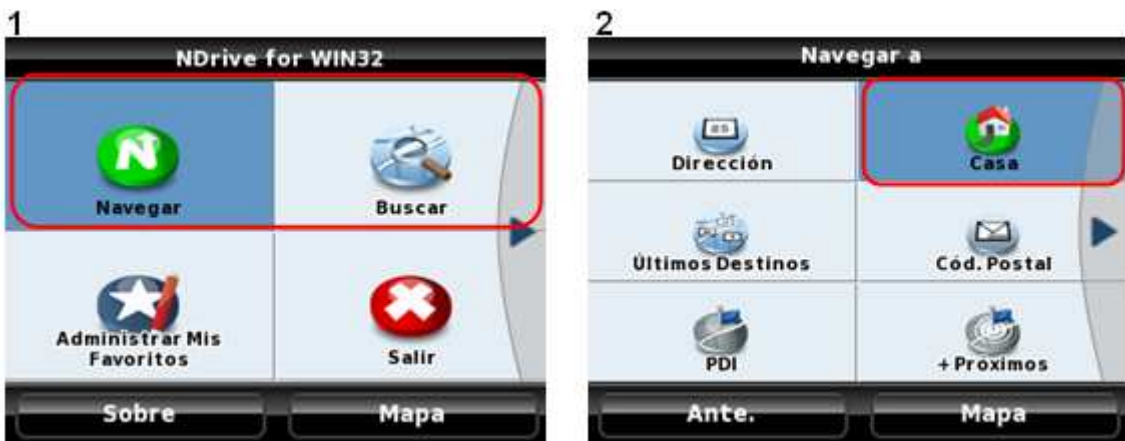 1
NDrive for WIN32
Navegar
Buscar
Administrar Mis
Favoritos
Salir
Sobre
Mapa
2
Navegar a
Dirección
Casa
Últimos Destinos
Cód. Postal
PDI
+ Próximos
Ante.
Mapa